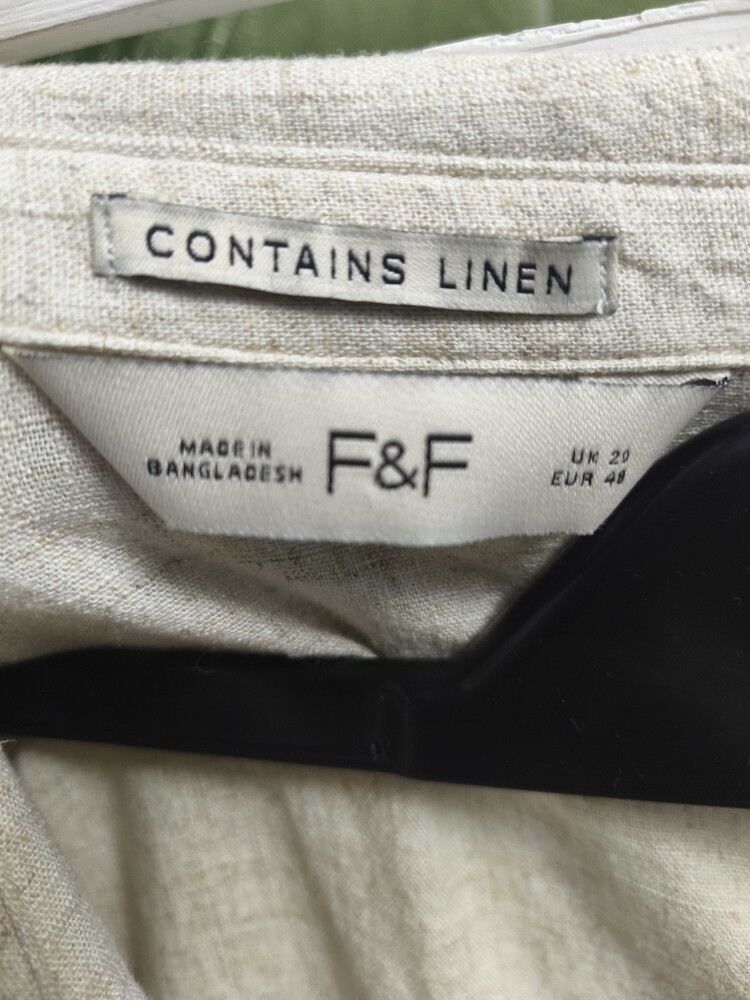 CONTAINS LINEN
MADE IN
BANGLADESH
F&F
UK 20
EUR 48